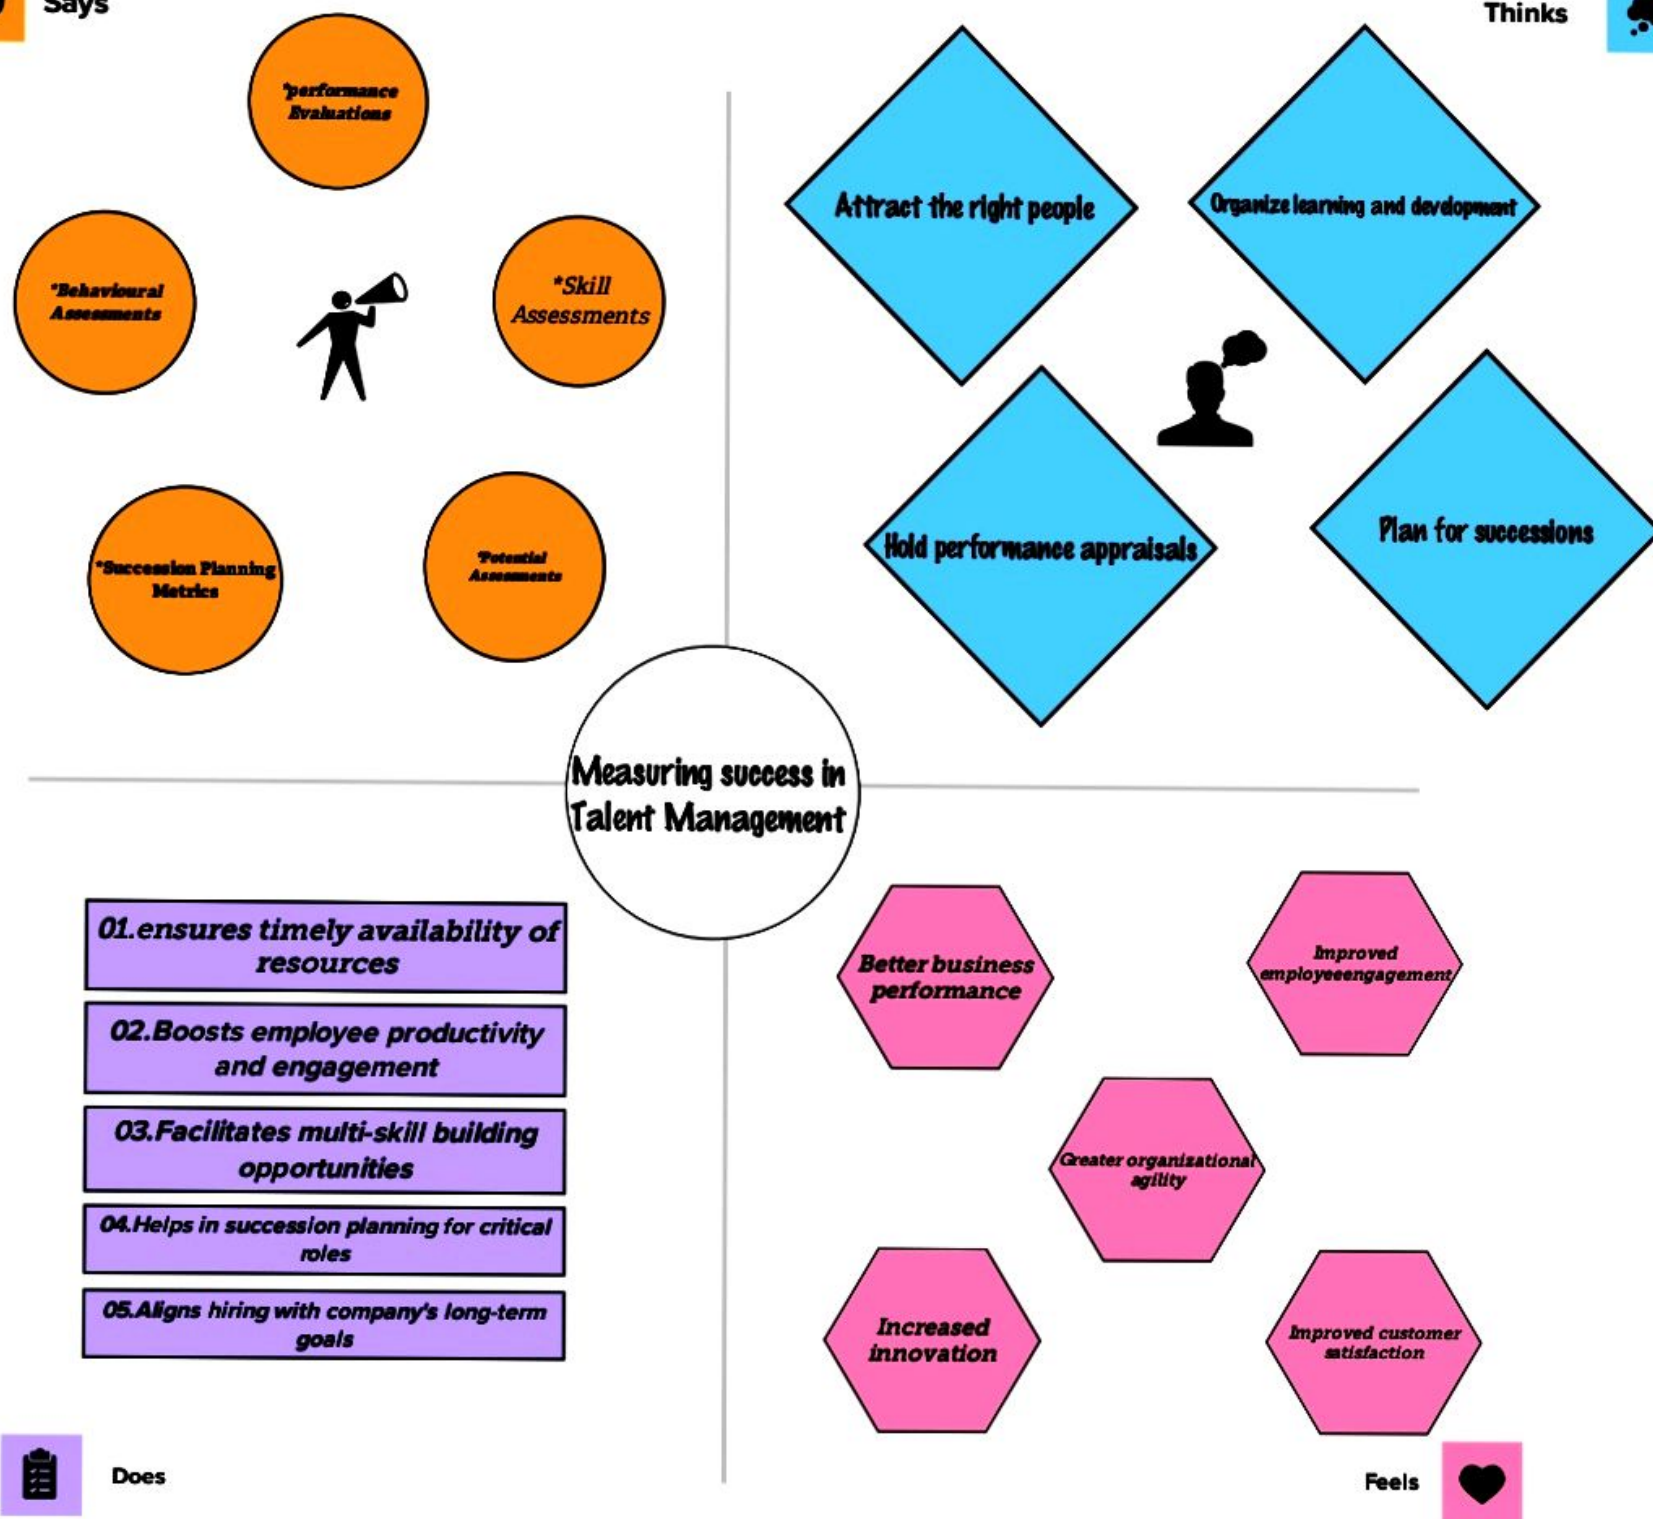 Says
*performance
Evaluations
*Behavioural
Assessments
*Skill
Assessments
*Succession Planning
Metrics
*Potential
Assessments
Thinks
Attract the right people
Organize learning and development
Hold performance appraisals
Plan for successions
Measuring success in
Talent Management
01.ensures timely availability of
resources
02.Boosts employee productivity
and engagement
03.Facilitates multi-skill building
opportunities
04.Helps in succession planning for critical
roles
05.Aligns hiring with company's long-term
goals
Does
Better business
performance
Improved
employeeengagement
Greater organizational
agility
Increased
innovation
Improved customer
satisfaction
Feels